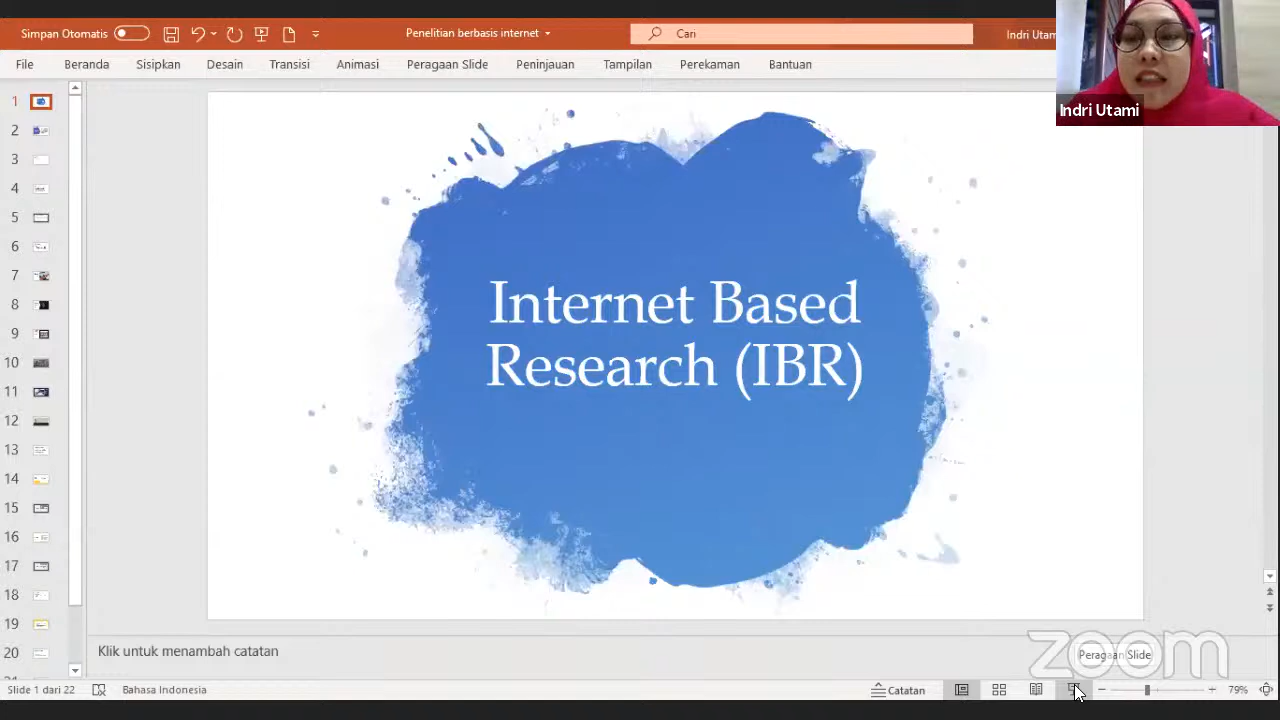 Simpan Otomatis
Penelitian berbasis internet
Cari
Indri Utam
File Beranda Sisipkan Desain Transisi Animasi Peragaan Slide Peninjauan Tampilan Perekaman Bantuan
Indri Utami
1
2
3
4
5
6
7
8
9
10
11
12
13
14
15
16
17
18
19
20
Internet Based
Research (IBR)
Klik untuk menambah catatan
zoom
Peragaan Slide
Slide 1 dari 22 Bahasa Indonesia Catatan 79%